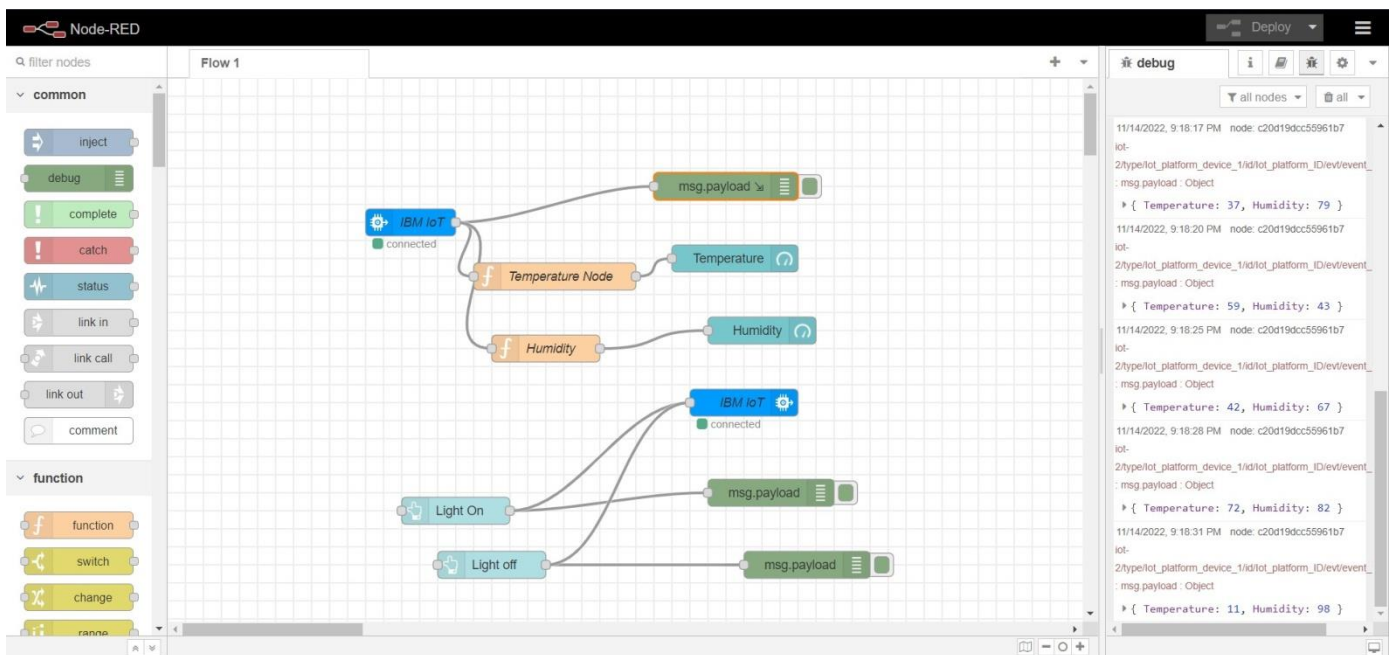 Node-RED
Deploy
filter nodes
Flow 1
debug
i
all nodes
all
common
inject
debug
complete
catch
status
link in
link call
link out
comment
function
function
switch
change
range
msg.payload
IBM IoT
connected
Temperature
Temperature Node
Humidity
Humidity
IBM IoT
connected
msg.payload
Light On
Light off
msg.payload
11/14/2022, 9:18:17 PM node: c20d19dcc55961b7
iot-
2/type/Iot_platform_device_1/id/Iot_platform_ID/evt/event_
: msg.payload : Object
{ Temperature: 37, Humidity: 79 }
11/14/2022, 9:18:20 PM node: c20d19dcc55961b7
iot-
2/type/Iot_platform_device_1/id/Iot_platform_ID/evt/event_
: msg.payload : Object
{ Temperature: 59, Humidity: 43 }
11/14/2022, 9:18:25 PM node: c20d19dcc55961b7
iot-
2/type/Iot_platform_device_1/id/Iot_platform_ID/evt/event_
: msg.payload : Object
{ Temperature: 42, Humidity: 67 }
11/14/2022, 9:18:28 PM node: c20d19dcc55961b7
iot-
2/type/Iot_platform_device_1/id/Iot_platform_ID/evt/event_
: msg.payload : Object
{ Temperature: 72, Humidity: 82 }
11/14/2022, 9:18:31 PM node: c20d19dcc55961b7
iot-
2/type/Iot_platform_device_1/id/Iot_platform_ID/evt/event_
: msg.payload : Object
{ Temperature: 11, Humidity: 98 }